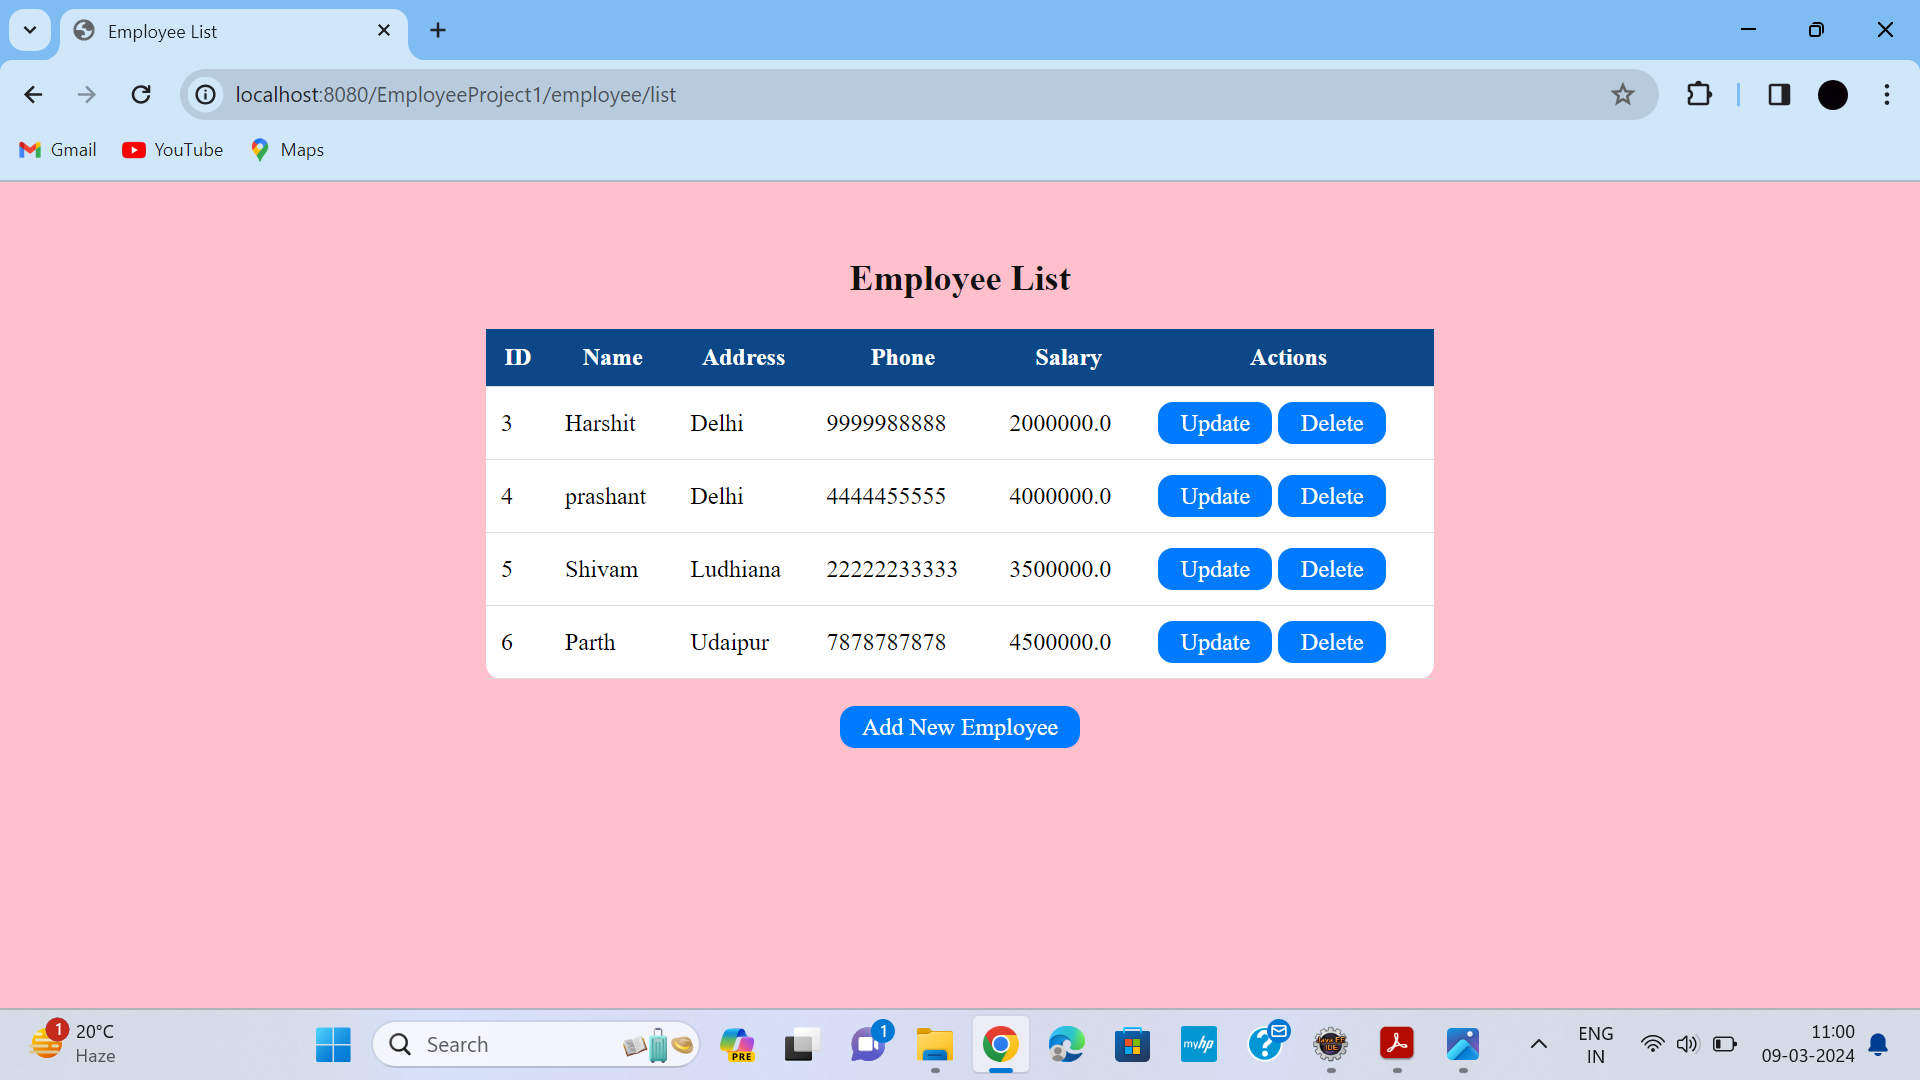 Employee List
localhost:8080/EmployeeProject1/employee/list
Gmail YouTube Maps
Employee List
ID Name Address Phone Salary Actions
3 Harshit Delhi 9999988888 2000000.0 Update Delete
4 prashant Delhi 4444455555 4000000.0 Update Delete
5 Shivam Ludhiana 22222233333 3500000.0 Update Delete
6 Parth Udaipur 7878787878 4500000.0 Update Delete
Add New Employee
1 20°C
Haze
Search
PRE
1
myhp
Java EE
IDE
ENG
IN
11:00
09-03-2024